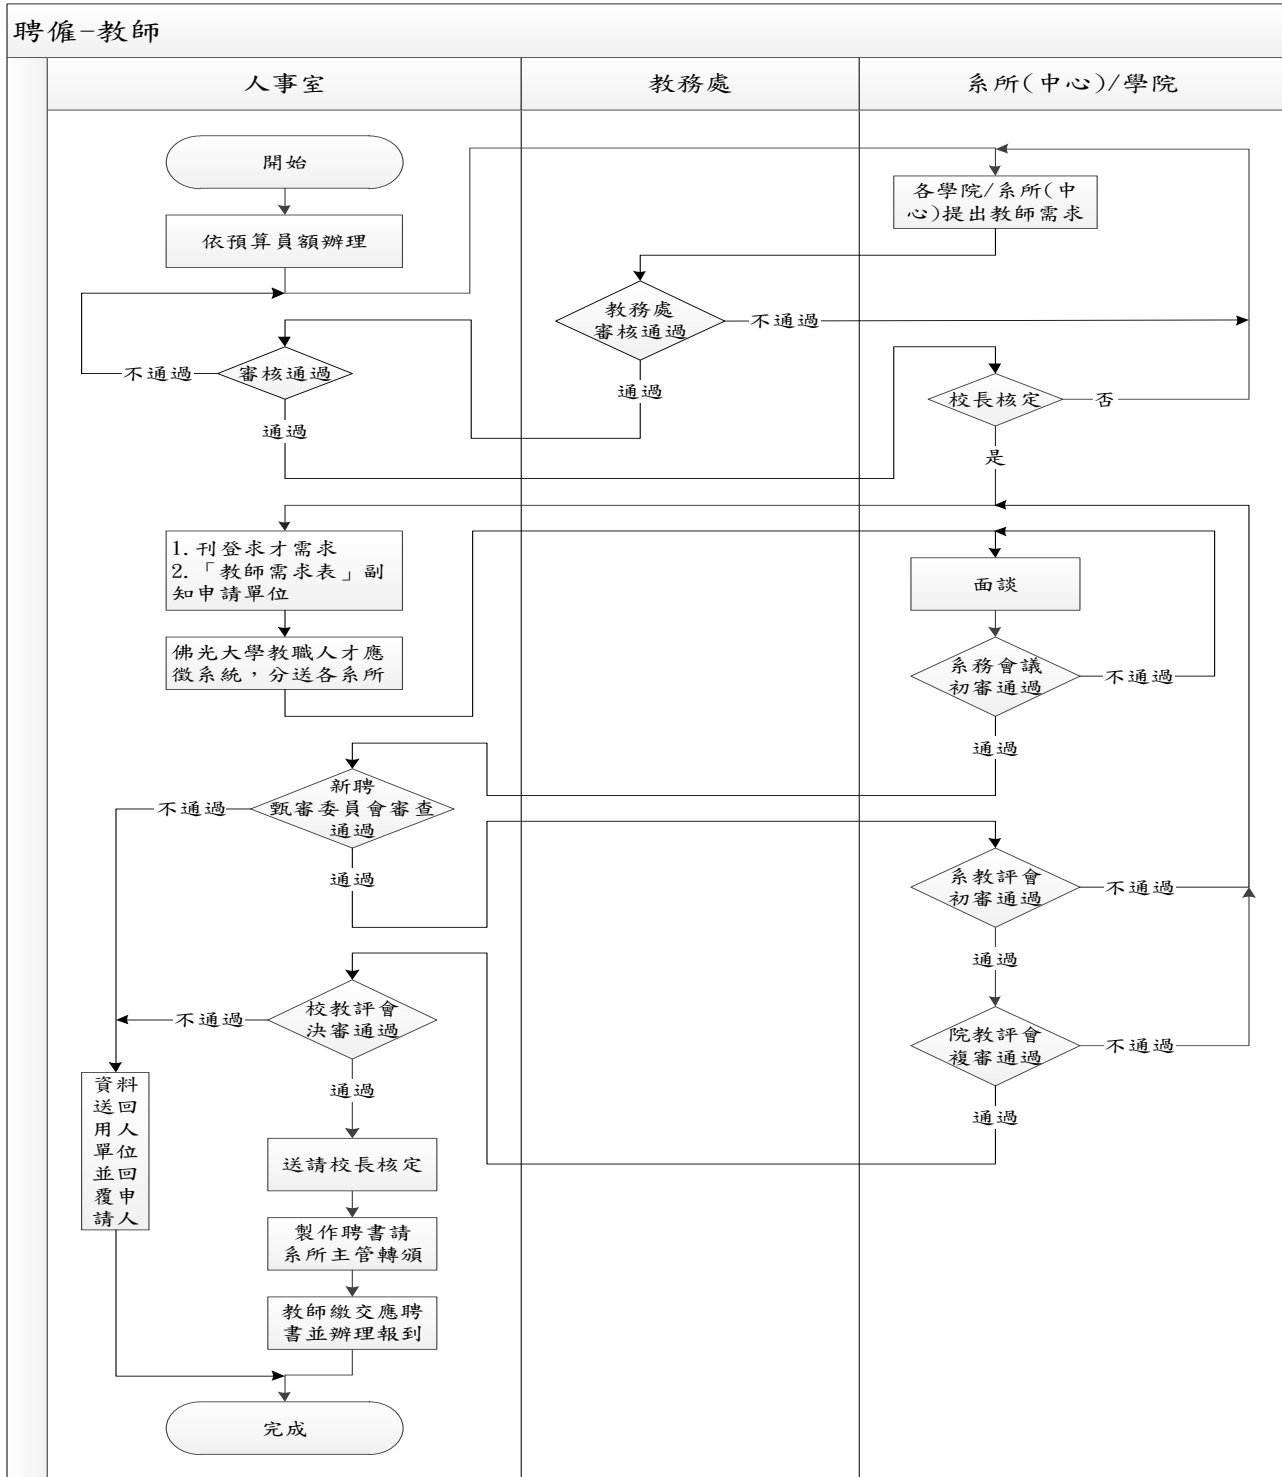 聘僱-教師
人事室
教務處
系所(中心)/學院
開始
依預算員額辦理
各學院/系所(中
心)提出教師需求
教務處
審核通過
不通過
通過
審核通過
不通過
通過
校長核定
否
是
1. 刊登求才需求
2. 「教師需求表」副
知申請單位
佛光大學教職人才應
徵系統，分送各系所
面談
系務會議
初審通過
不通過
通過
新聘
甄審委員會審查
通過
不通過
通過
系教評會
初審通過
不通過
通過
院教評會
複審通過
不通過
通過
校教評會
決審通過
不通過
通過
資料
送回
用人
單位
並回
覆申
請人
送請校長核定
製作聘書請
系所主管轉頒
教師繳交應聘
書並辦理報到
完成